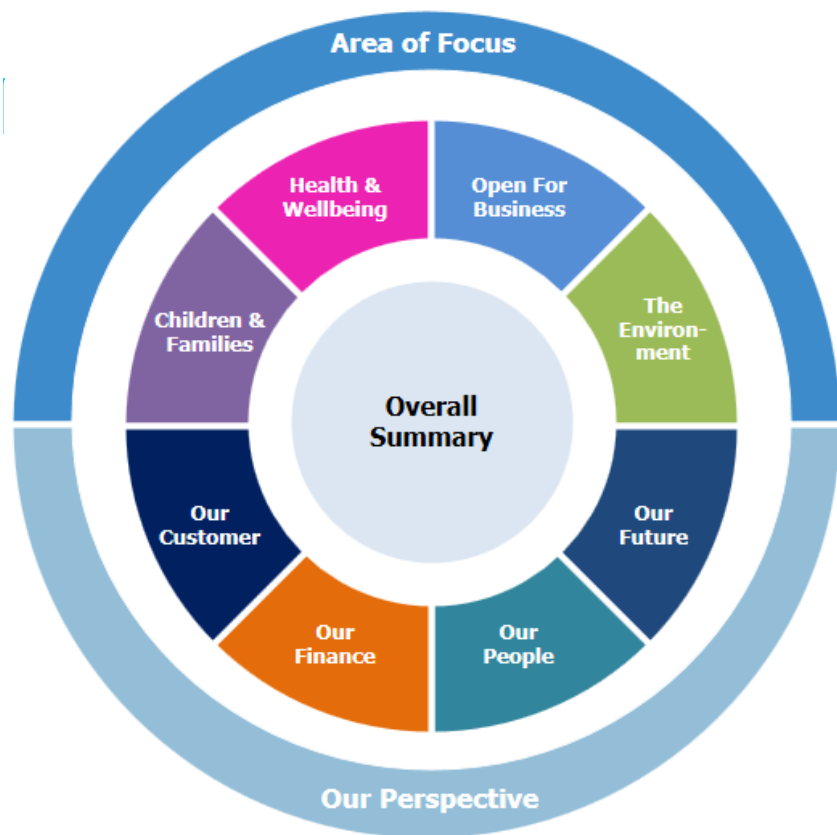 Area of Focus
Health &
Wellbeing
Open For
Business
Children &
Families
The
Environ-
ment
Overall
Summary
Our
Customer
Our
Future
Our
Finance
Our
People
Our Perspective